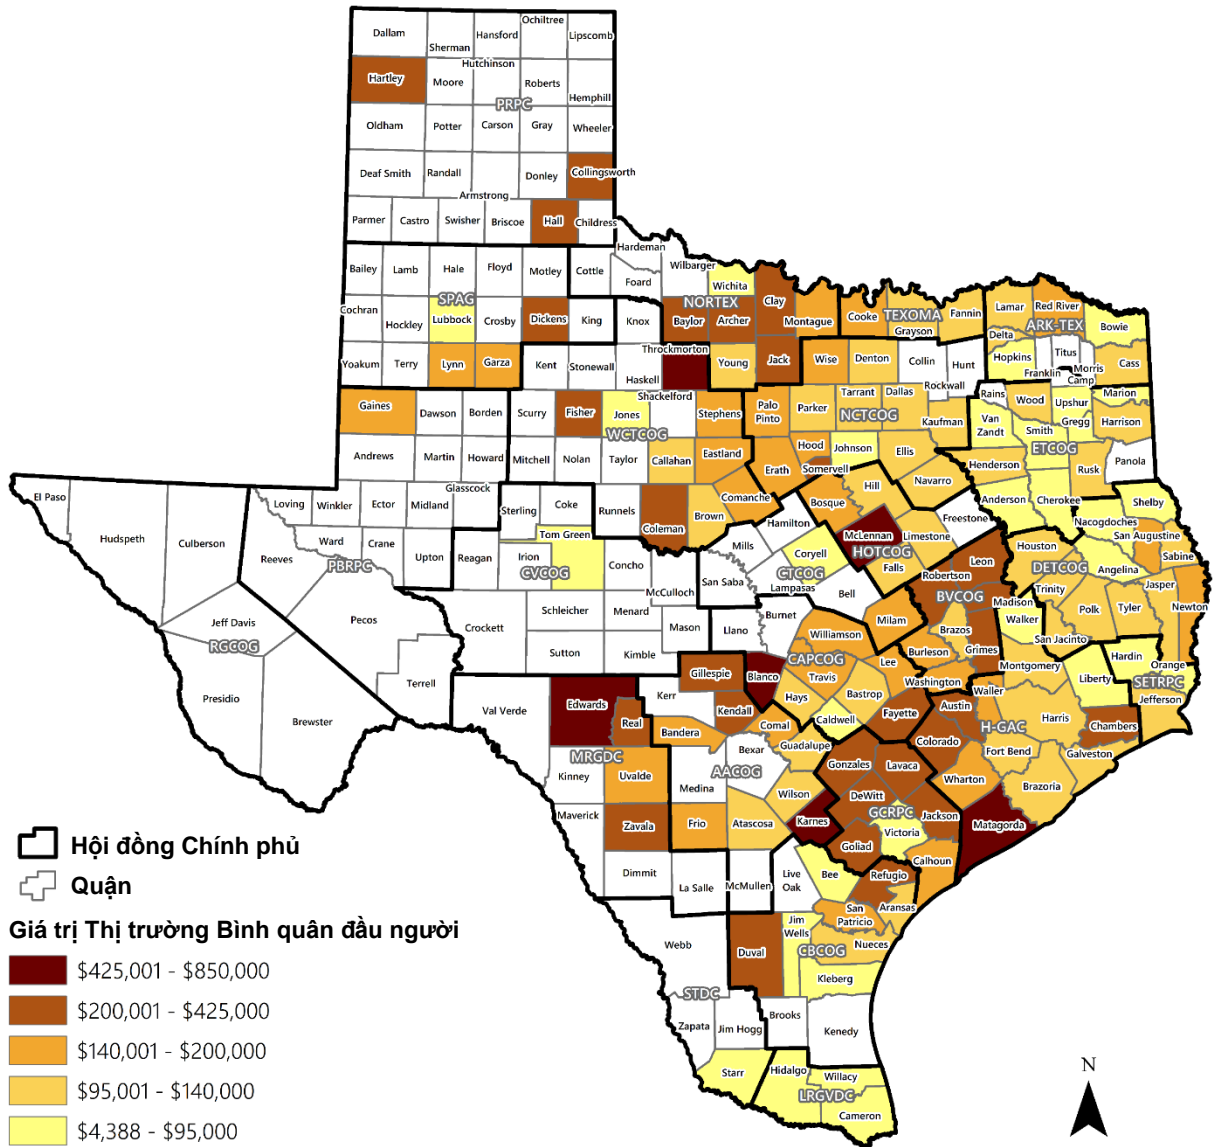 Ochiltree
Dallam
Sherman
Hansford
Lipscomb
Hutchinson
Hartley
Moore
Roberts
Hemphill
PRPC
Oldham
Potter
Carson
Gray
Wheeler
Deaf Smith
Randall
Donley
Collingsworth
Armstrong
Parmer
Castro
Swisher
Briscoe
Hall
Childress
Hardeman
Bailey
Lamb
Hale
Floyd
Motley
Cottle
Foard
Wilbarger
Wichita
Clay
SPAG
NORTEX
Cochran
Hockley
Lubbock
Crosby
Dickens
King
Knox
Baylor
Archer
Montague
Cooke
TEXOMA
Grayson
Fannin
Lamar
Red River
ARK-TEX
Bowie
Delta
Yoakum
Terry
Lynn
Garza
Kent
Stonewall
Haskell
Throckmorton
Young
Jack
Wise
Denton
Collin
Hunt
Rockwall
Hopkins
Titus
Franklin
Morris
Camp
Cass
Gaines
Dawson
Borden
Scurry
Fisher
Jones
Shackelford
Stephens
WCTCOG
Palo
Pinto
Parker
Tarrant
Dallas
NCTCOG
Kaufman
Rains
Wood
Upshur
Marion
Gregg
Harrison
Van
Zandt
Smith
ETCOG
Andrews
Martin
Howard
Mitchell
Nolan
Taylor
Callahan
Eastland
Erath
Hood
Johnson
Somervell
Ellis
Henderson
Rusk
Panola
Navarro
El Paso
Hudspeth
Culberson
Loving
Winkler
Ector
Midland
Glasscock
Sterling
Coke
Runnels
Coleman
Brown
Comanche
Bosque
Hill
Anderson
Cherokee
Shelby
Hamilton
Freestone
Nacogdoches
San Augustine
Reeves
Ward
Crane
Upton
PBRPC
Reagan
Irion
Tom Green
CVCOG
Concho
McCulloch
Mills
San Saba
Coryell
CTCOG
Lampasas
McLennan
HOTCOG
Limestone
Falls
Leon
Houston
DETCOG
Angelina
Sabine
Robertson
BVCOG
Madison
Trinity
Walker
Polk
Tyler
Jasper
Newton
Jeff Davis
RGCOG
Pecos
Crockett
Schleicher
Menard
Mason
Llano
Burnet
Bell
Williamson
Milam
Brazos
Burleson
Grimes
San Jacinto
Hardin
Presidio
Brewster
Terrell
Sutton
Kimble
Gillespie
Blanco
CAPCOG
Travis
Hays
Lee
Bastrop
Washington
Montgomery
Liberty
Orange
SETRPC
Jefferson
Val Verde
Edwards
Real
Kerr
Kendall
Bandera
Comal
Caldwell
Fayette
Austin
Waller
H-GAC
Harris
Chambers
Colorado
Fort Bend
Galveston
MRGDC
Kinney
Uvalde
Medina
Bexar
AACOG
Guadalupe
Gonzales
Lavaca
Wharton
Brazoria
Maverick
Zavala
Frio
Atascosa
Wilson
Karnes
DeWitt
GCRPC
Victoria
Jackson
Matagorda
Goliad
Calhoun
Dimmit
La Salle
McMullen
Live
Oak
Bee
Refugio
Aransas
San
Patricio
Webb
Duval
Jim
Wells
Nueces
CBCOG
Kleberg
STDC
Zapata
Jim Hogg
Brooks
Kenedy
Starr
Hidalgo
Willacy
LRGVDC
Cameron
Hội đồng Chính phủ
Quận
Giá trị Thị trường Bình quân đầu người
$425,001 - $850,000
$200,001 - $425,000
$140,001 - $200,000
$95,001 - $140,000
$4,388 - $95,000
N